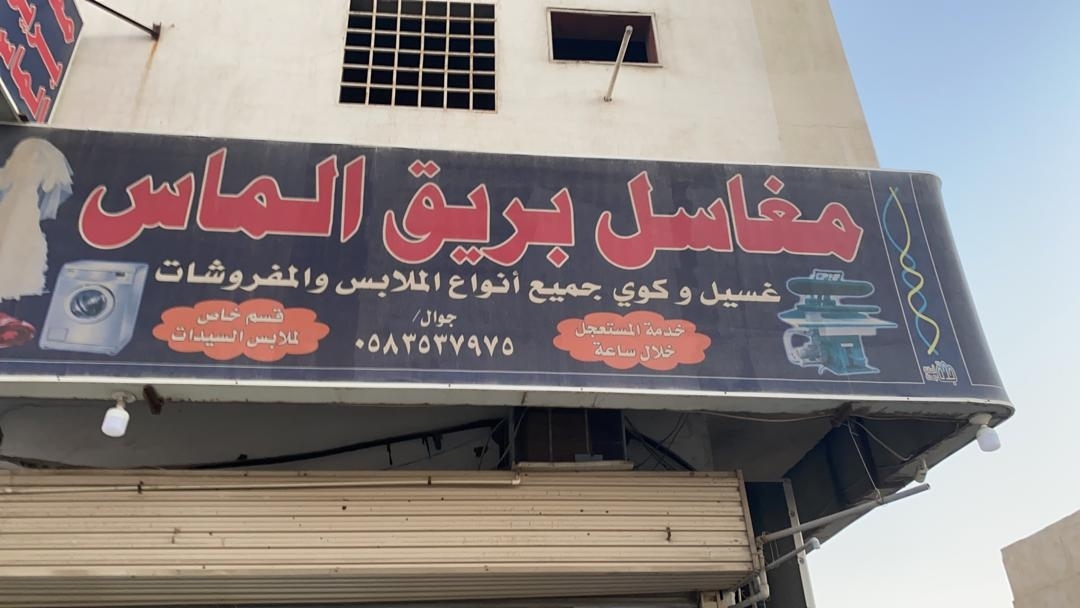 مغاسل بريق الماس
غسيل و كوي جميع أنواع الملابس والمفروشات
خدمة المستعجل
خلال ساعة
جوال/
٠٥٨٣٥٣٧٩٧٥
قسم خاص
لملابس السيدات